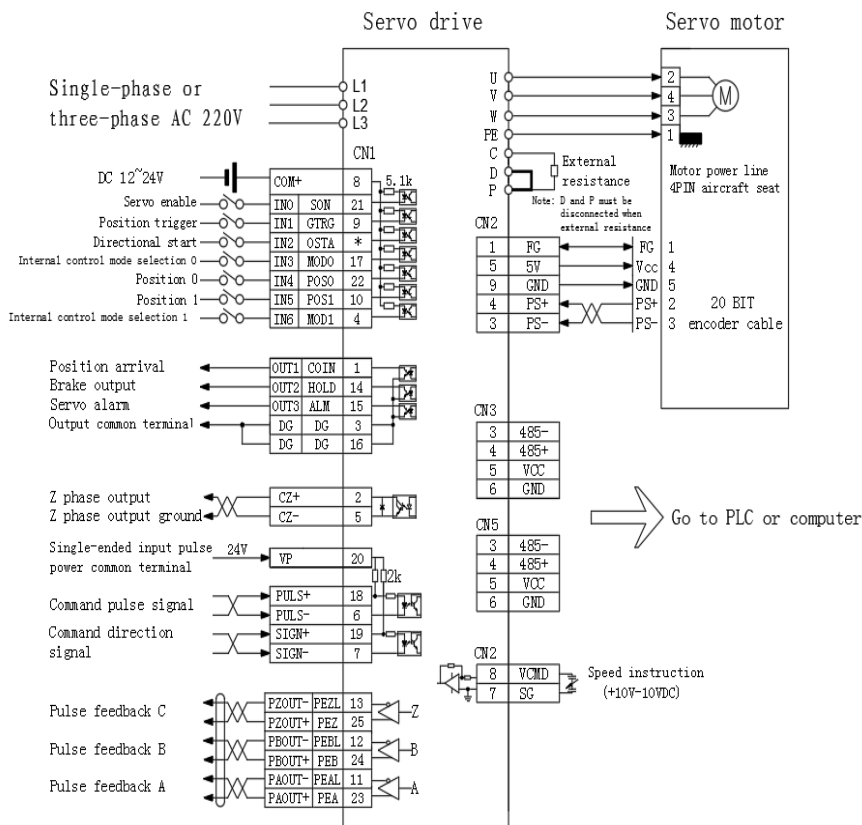 Servo drive
Servo motor
Single-phase or
three-phase AC 220V
L1
L2
L3
CN1
DC 12~24V
COM+ 8 5.1k
Servo enable IN0 SON 21
Position trigger IN1 GTRG 9
Directional start IN2 OSTA *
Internal control mode selection 0 IN3 MOD0 17
Position 0 IN4 POS0 22
Position 1 IN5 POS1 10
Internal control mode selection 1 IN6 MOD1 4
Position arrival OUT1 COIN 1
Brake output OUT2 HOLD 14
Servo alarm OUT3 ALM 15
Output common terminal DG DG 3
DG DG 16
Z phase output CZ+ 2
Z phase output ground CZ- 5
Single-ended input pulse
power common terminal
24V VP 20
2k
Command pulse signal
PULS+ 18
PULS- 6
Command direction
signal
SIGN+ 19
SIGN- 7
Pulse feedback C
PZOUT- PEZL 13
PZOUT+ PEZ 25
Z
Pulse feedback B
PBOUT- PEBL 12
PBOUT+ PEB 24
B
Pulse feedback A
PAOUT- PEAL 11
PAOUT+ PEA 23
A
U 2
V 4
W 3
PE 1
M
C
D
P
External
resistance
Note: D and P must be
disconnected when
external resistance
Motor power line
4PIN aircraft seat
CN2
1 FG FG 1
5 5V Vcc 4
9 GND GND 5
4 PS+ PS+ 2
3 PS- PS- 3
20 BIT
encoder cable
CN3
3 485-
4 485+
5 VCC
6 GND
Go to PLC or computer
CN5
3 485-
4 485+
5 VCC
6 GND
CN2
8 VCMD
7 SG
Speed instruction
(+10V-10VDC)